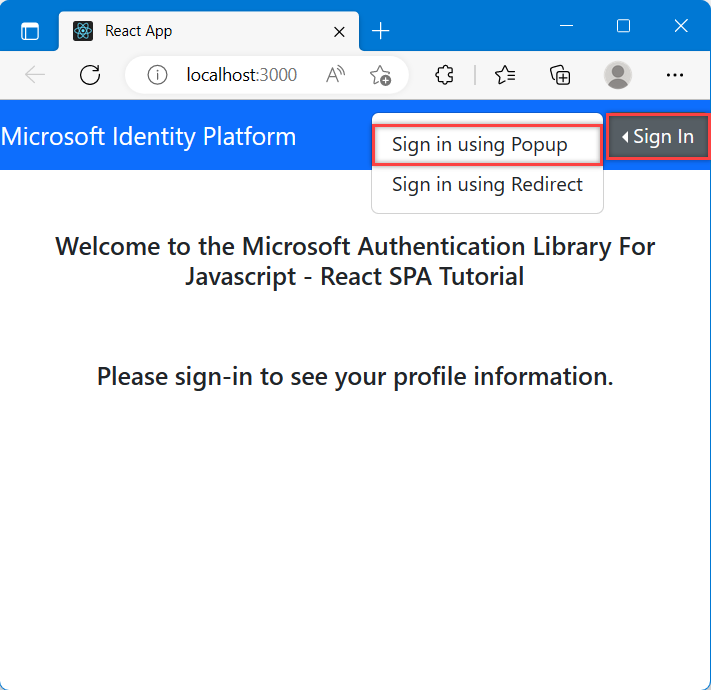 React App
localhost:3000
Microsoft Identity Platform
Sign in using Popup
Sign In
Sign in using Redirect
Welcome to the Microsoft Authentication Library For
Javascript - React SPA Tutorial
Please sign-in to see your profile information.